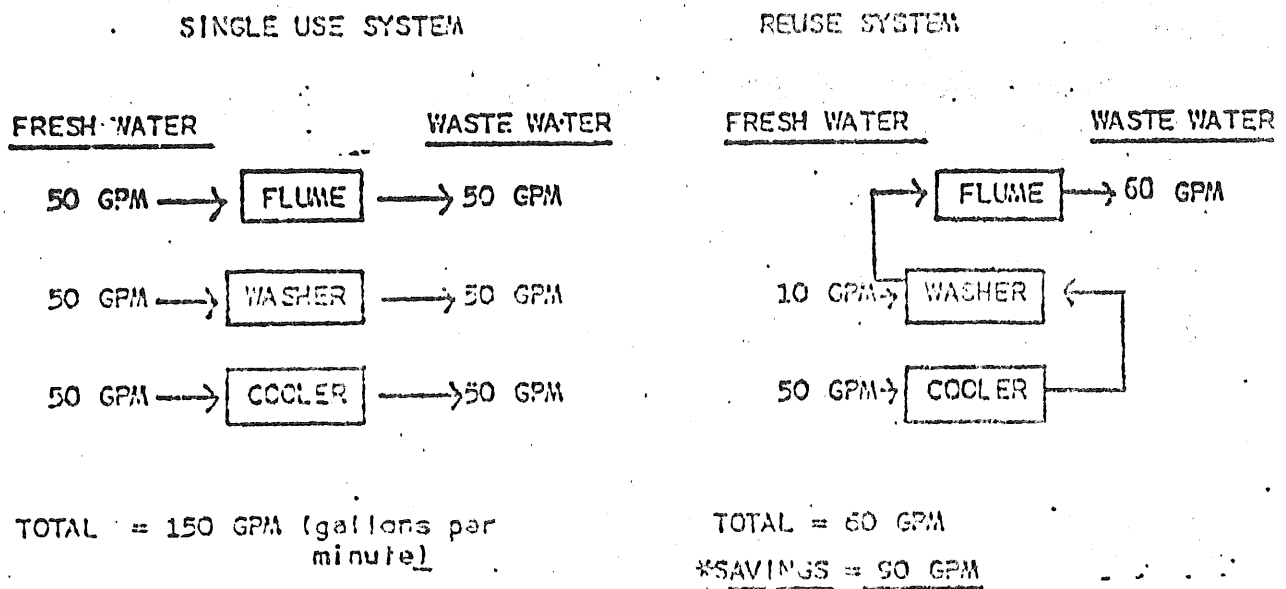 SINGLE USE SYSTEM
REUSE SYSTEM
FRESH WATER WASTE WATER
FRESH WATER WASTE WATER
50 GPM FLUME 50 GPM
FLUME 60 GPM
50 GPM WASHER 50 GPM
10 GPM WASHER
50 GPM COOLER 50 GPM
50 GPM COOLER
TOTAL = 150 GPM (gallons per
minute)
TOTAL = 60 GPM
*SAVINGS = 90 GPM